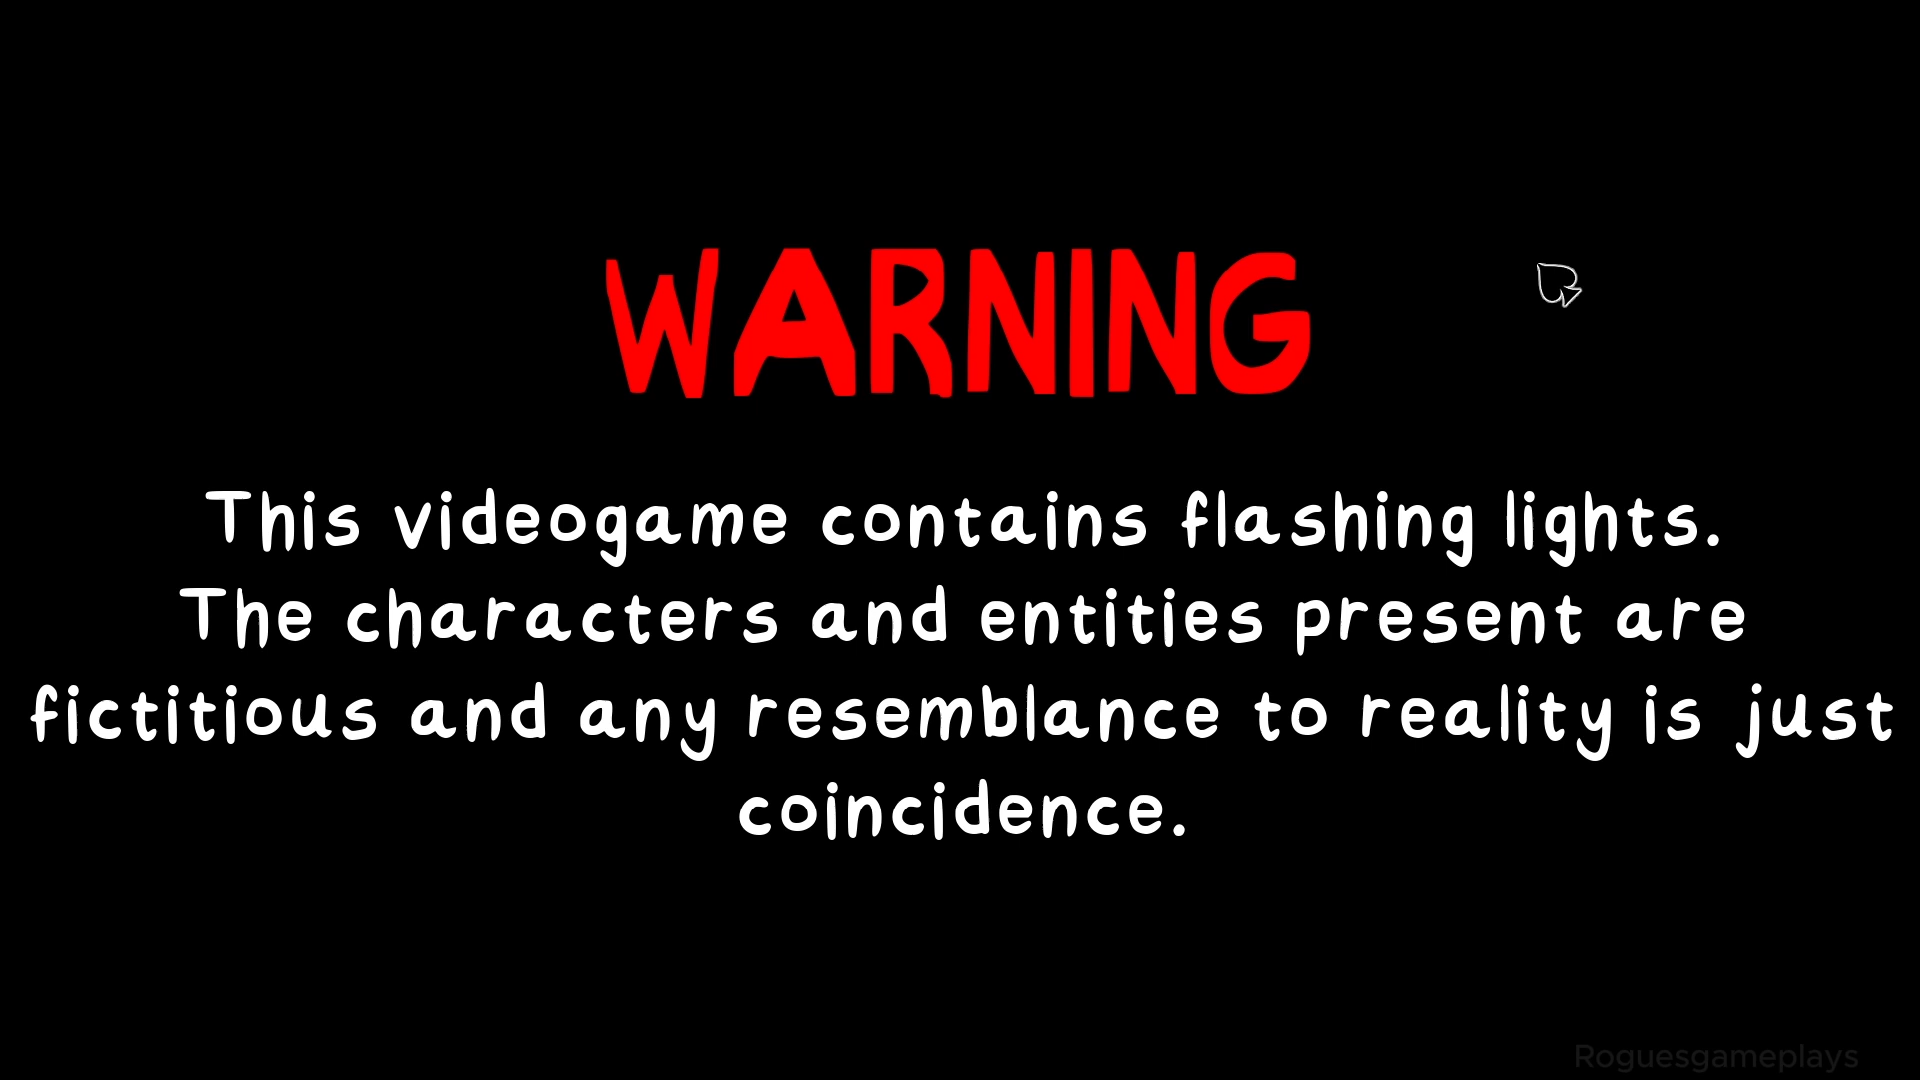 WARNING
This videogame contains flashing lights.
The characters and entities present are
fictitious and any resemblance to reality is just
coincidence.
Roguesgameplays